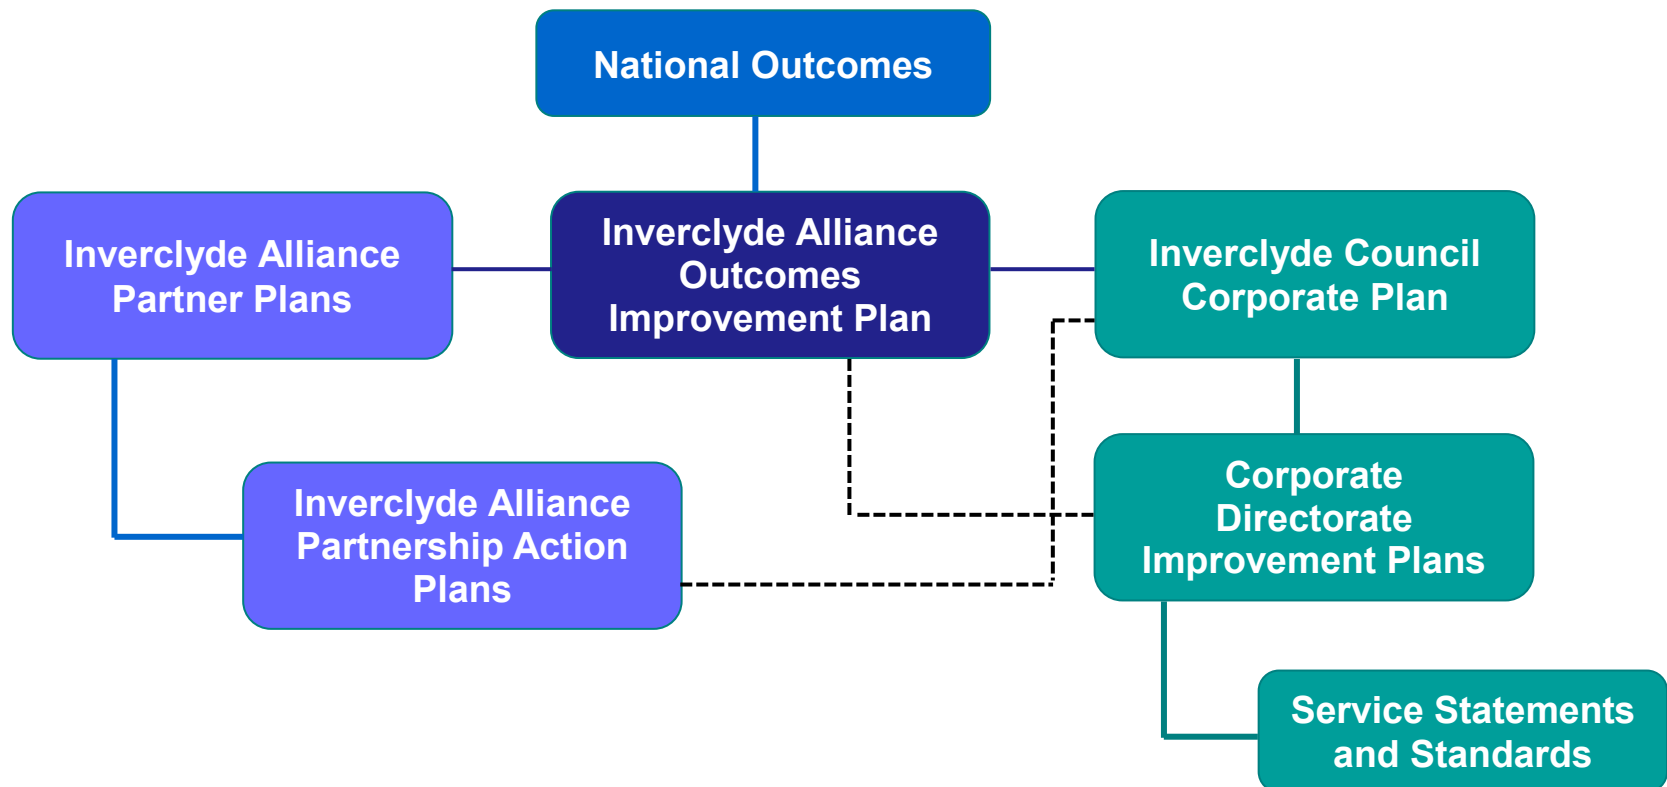 National Outcomes
Inverclyde Alliance
Partner Plans
Inverclyde Alliance
Outcomes
Improvement Plan
Inverclyde Council
Corporate Plan
Inverclyde Alliance
Partnership Action
Plans
Corporate
Directorate
Improvement Plans
Service Statements
and Standards